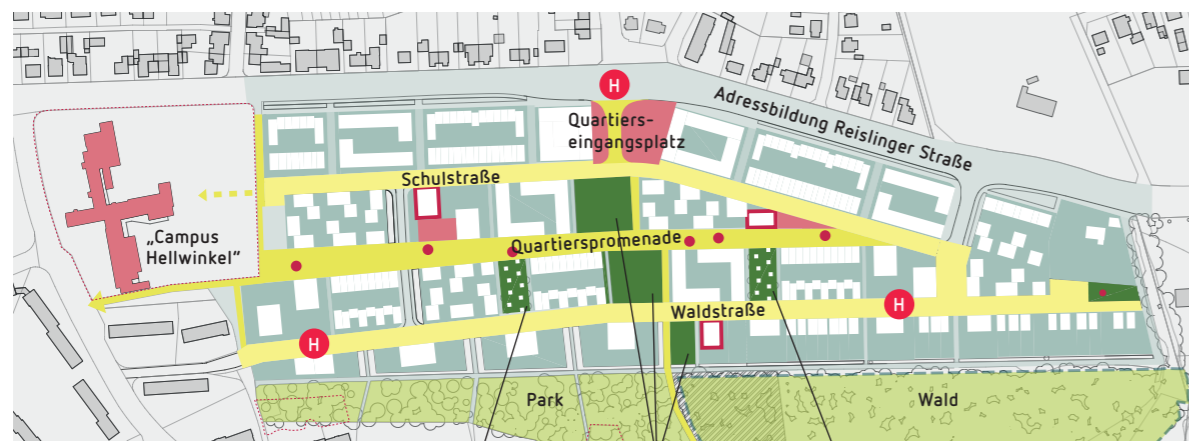 H
Adressbildung Reislinger Straße
Quartiers-
eingangsplatz
Schulstraße
„Campus
Hellwinkel“
Quartierspromenade
Waldstraße
H
H
Park
Wald